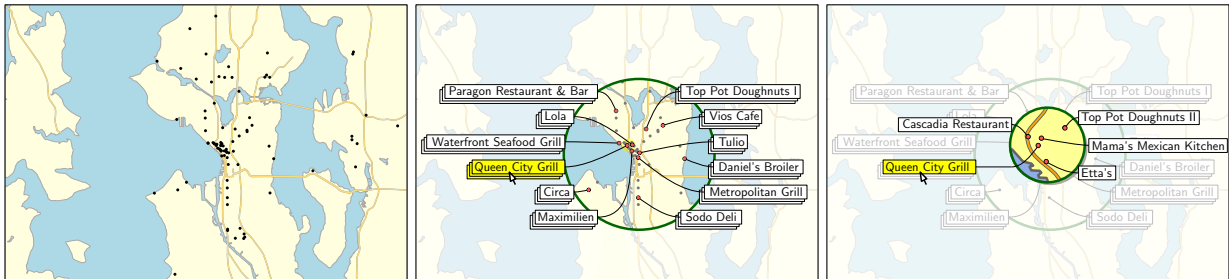 Paragon Restaurant & Bar
Top Pot Doughnuts I
Lola
Vios Cafe
Waterfront Seafood Grill
Tulio
Queen City Grill
Daniel's Broiler
Circa
Metropolitan Grill
Maximilien
Sodo Deli
Paragon Restaurant & Bar
Top Pot Doughnuts I
Lola
Cascadia Restaurant
Top Pot Doughnuts II
Waterfront Seafood Grill
Mama's Mexican Kitchen
Queen City Grill
Daniel's Broiler
Etta's
Circa
Metropolitan Grill
Maximilien
Sodo Deli